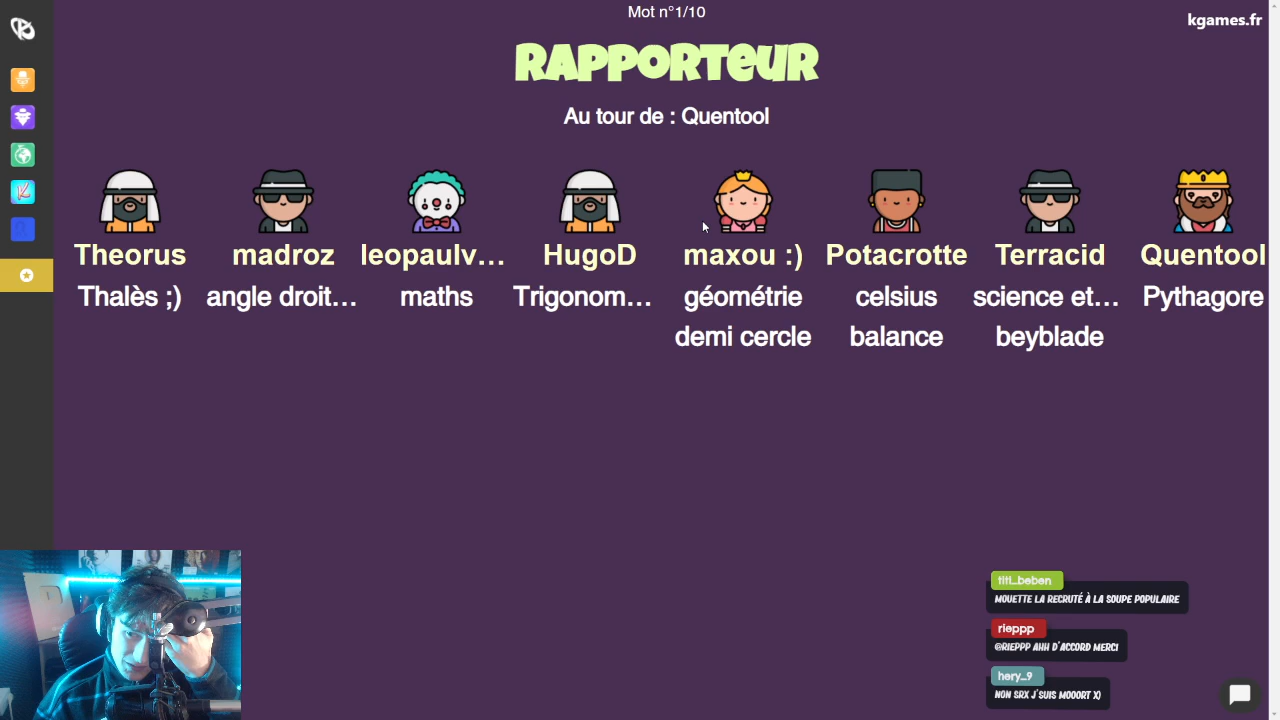 Mot n°1/10
kgames.fr
RAPPORTEUR
Au tour de : Quentool
Theorus madroz leopaulv... HugoD maxou :) Potacrotte Terracid Quentool
Thalès ;) angle droit... maths Trigonom... géométrie celsius science et... Pythagore
demi cercle balance beyblade
titi_beben
MOUETTE LA RECRUTÉ À LA SOUPE POPULAIRE
rieppp
@RIEPPP AHH D'ACCORD MERCI
hery_9
NON SRX J'SUIS MOOORT X)